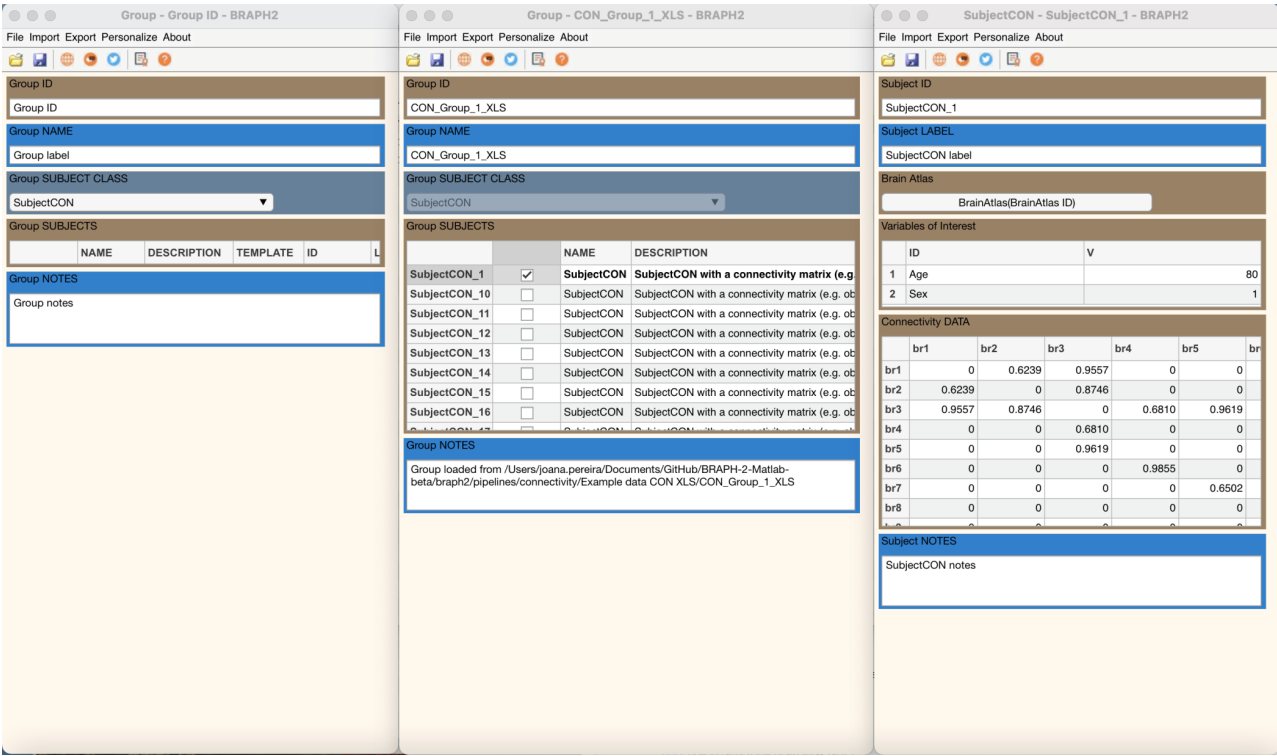 Group - Group ID - BRAPH2
File Import Export Personalize About
Group ID
Group ID
Group NAME
Group label
Group SUBJECT CLASS
SubjectCON ▼
Group SUBJECTS
NAME DESCRIPTION TEMPLATE ID L
Group NOTES
Group notes
Group - CON_Group_1_XLS - BRAPH2
File Import Export Personalize About
Group ID
CON_Group_1_XLS
Group NAME
CON_Group_1_XLS
Group SUBJECT CLASS
SubjectCON ▼
Group SUBJECTS
NAME DESCRIPTION
SubjectCON_1 SubjectCON SubjectCON with a connectivity matrix (e.g.
SubjectCON_10 SubjectCON SubjectCON with a connectivity matrix (e.g. ob
SubjectCON_11 SubjectCON SubjectCON with a connectivity matrix (e.g. ob
SubjectCON_12 SubjectCON SubjectCON with a connectivity matrix (e.g. ob
SubjectCON_13 SubjectCON SubjectCON with a connectivity matrix (e.g. ob
SubjectCON_14 SubjectCON SubjectCON with a connectivity matrix (e.g. ob
SubjectCON_15 SubjectCON SubjectCON with a connectivity matrix (e.g. ob
SubjectCON_16 SubjectCON SubjectCON with a connectivity matrix (e.g. ob
Group NOTES
Group loaded from /Users/joana.pereira/Documents/GitHub/BRAPH-2-Matlab-
beta/braph2/pipelines/connectivity/Example data CON XLS/CON_Group_1_XLS
SubjectCON - SubjectCON_1 - BRAPH2
File Import Export Personalize About
Subject ID
SubjectCON_1
Subject LABEL
SubjectCON label
Brain Atlas
BrainAtlas(BrainAtlas ID)
Variables of Interest
ID V
1 Age 80
2 Sex 1
Connectivity DATA
br1 br2 br3 br4 br5 br
br1 0 0.6239 0.9557 0 0
br2 0.6239 0 0.8746 0 0
br3 0.9557 0.8746 0 0.6810 0.9619
br4 0 0 0.6810 0 0
br5 0 0 0.9619 0 0
br6 0 0 0 0.9855 0
br7 0 0 0 0 0.6502
br8 0 0 0 0 0
Subject NOTES
SubjectCON notes